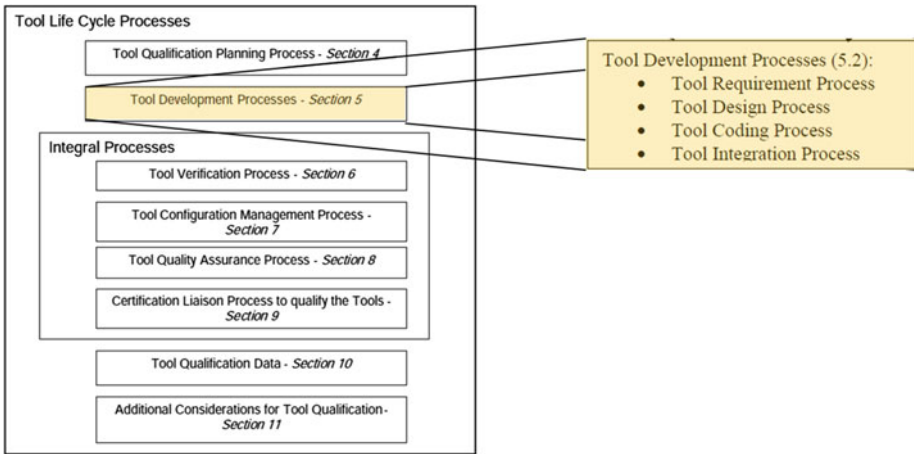 Tool Life Cycle Processes
Tool Qualification Planning Process - Section 4
Tool Development Processes - Section 5
Integral Processes
Tool Verification Process - Section 6
Tool Configuration Management Process -
Section 7
Tool Quality Assurance Process - Section 8
Certification Liaison Process to qualify the Tools -
Section 9
Tool Qualification Data - Section 10
Additional Considerations for Tool Qualification-
Section 11
Tool Development Processes (5.2):
• Tool Requirement Process
• Tool Design Process
• Tool Coding Process
• Tool Integration Process